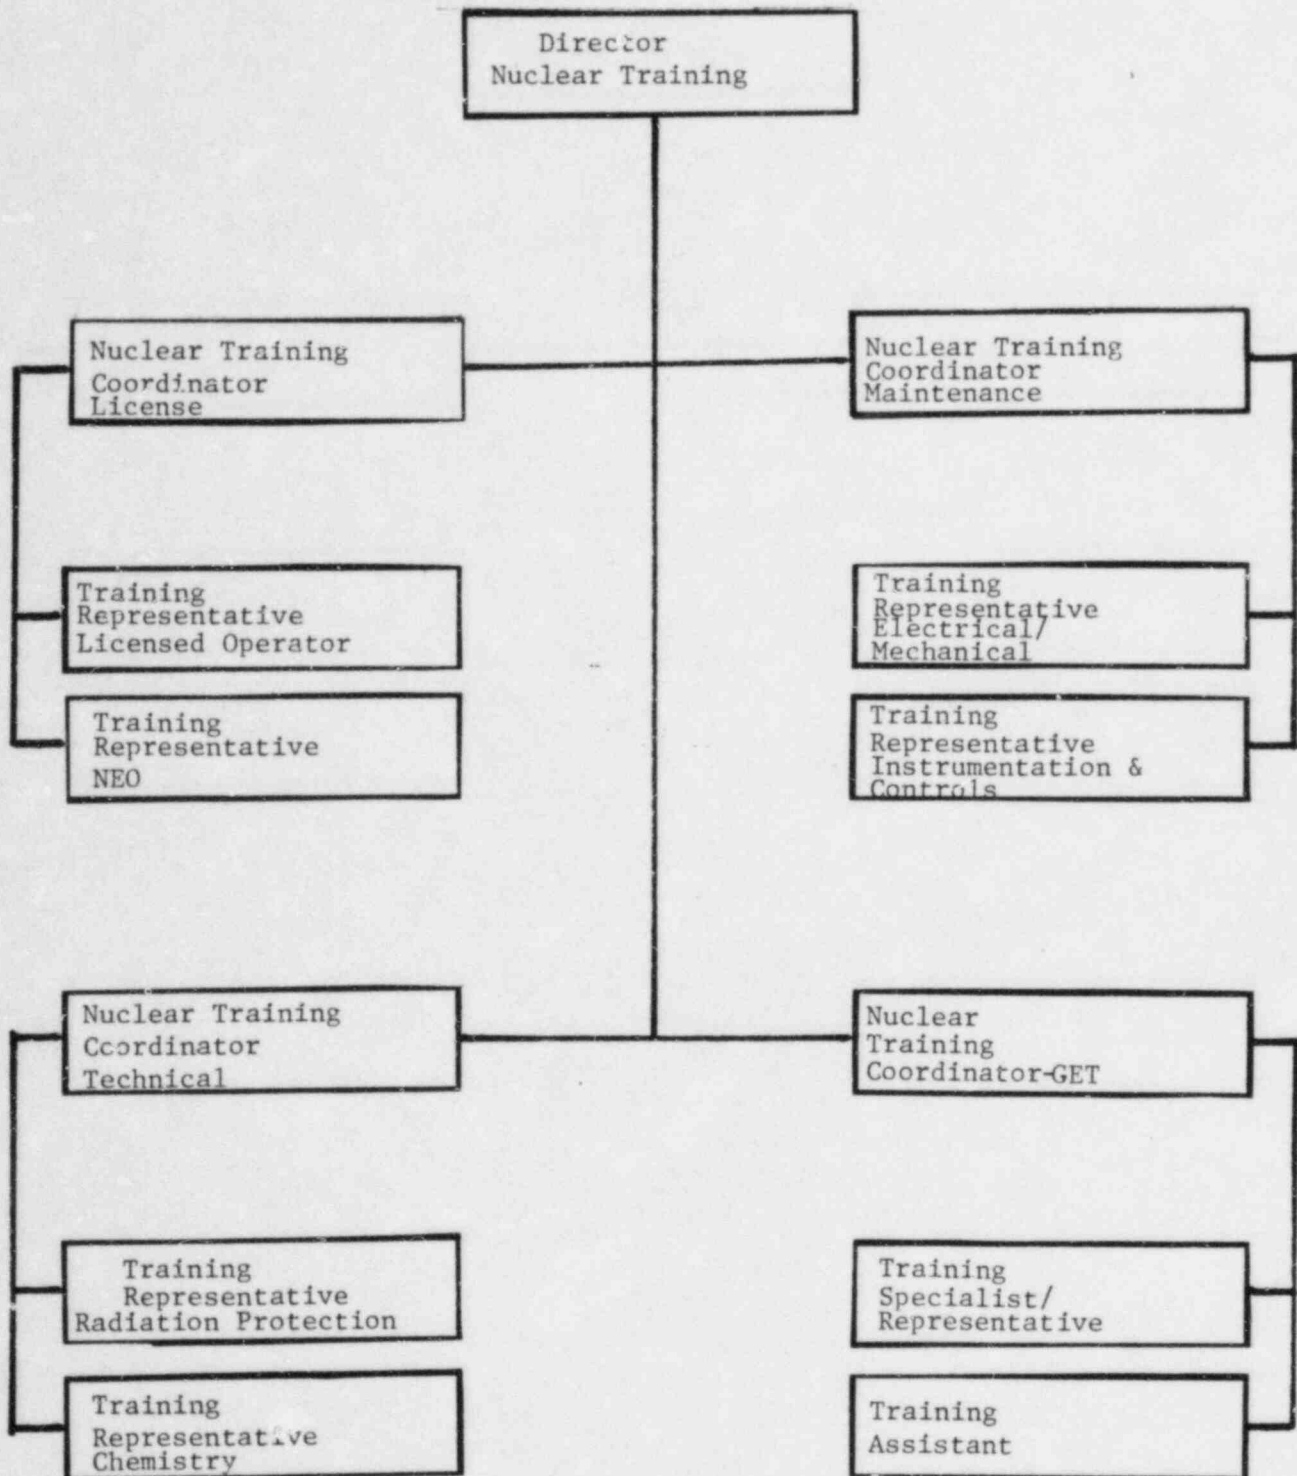 Director
Nuclear Training
Nuclear Training
Coordinator
License
Nuclear Training
Coordinator
Maintenance
Training
Representative
Licensed Operator
Training
Representative
Electrical/
Mechanical
Training
Representative
NEO
Training
Representative
Instrumentation &
Controls
Nuclear Training
Coordinator
Technical
Nuclear
Training
Coordinator-GET
Training
Representative
Radiation Protection
Training
Specialist/
Representative
Training
Representative
Chemistry
Training
Assistant